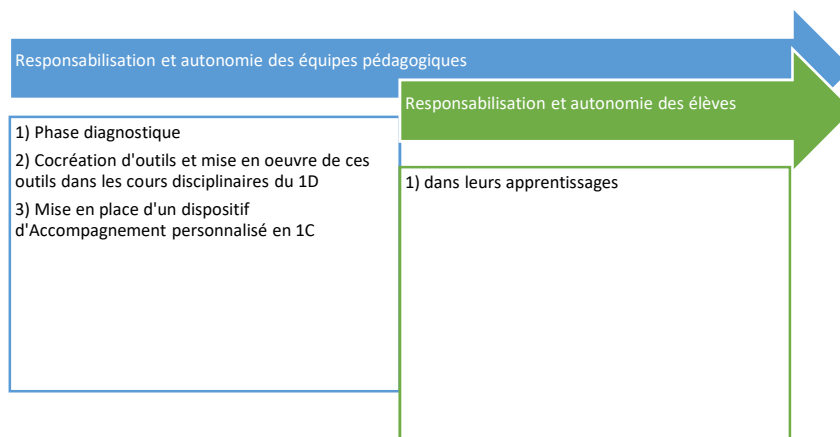 Responsabilisation et autonomie des équipes pédagogiques
Responsabilisation et autonomie des élèves
1) Phase diagnostique
2) Cocréation d'outils et mise en oeuvre de ces
outils dans les cours disciplinaires du 1D
3) Mise en place d'un dispositif
d'Accompagnement personnalisé en 1C
1) dans leurs apprentissages